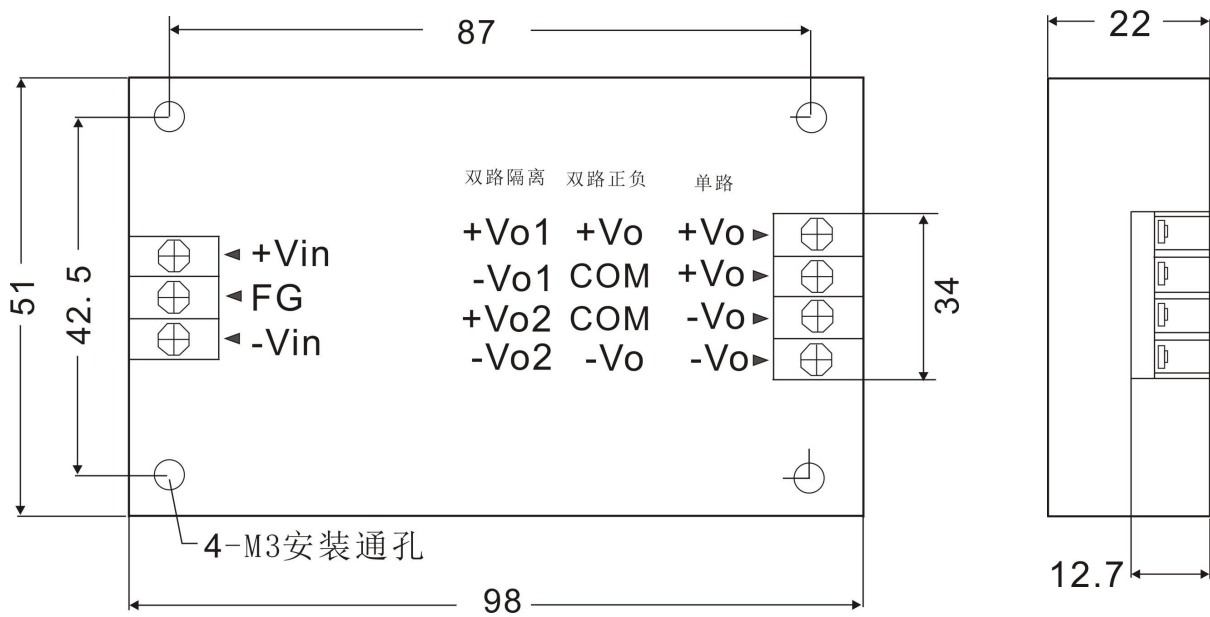 87
22
双路隔离 双路正负 单路
+Vo1 +Vo +Vo
+Vin
-Vo1 COM +Vo
FG
+Vo2 COM -Vo
-Vin
-Vo2 -Vo -Vo
51
42.5
34
4-M3安装通孔
12.7
98